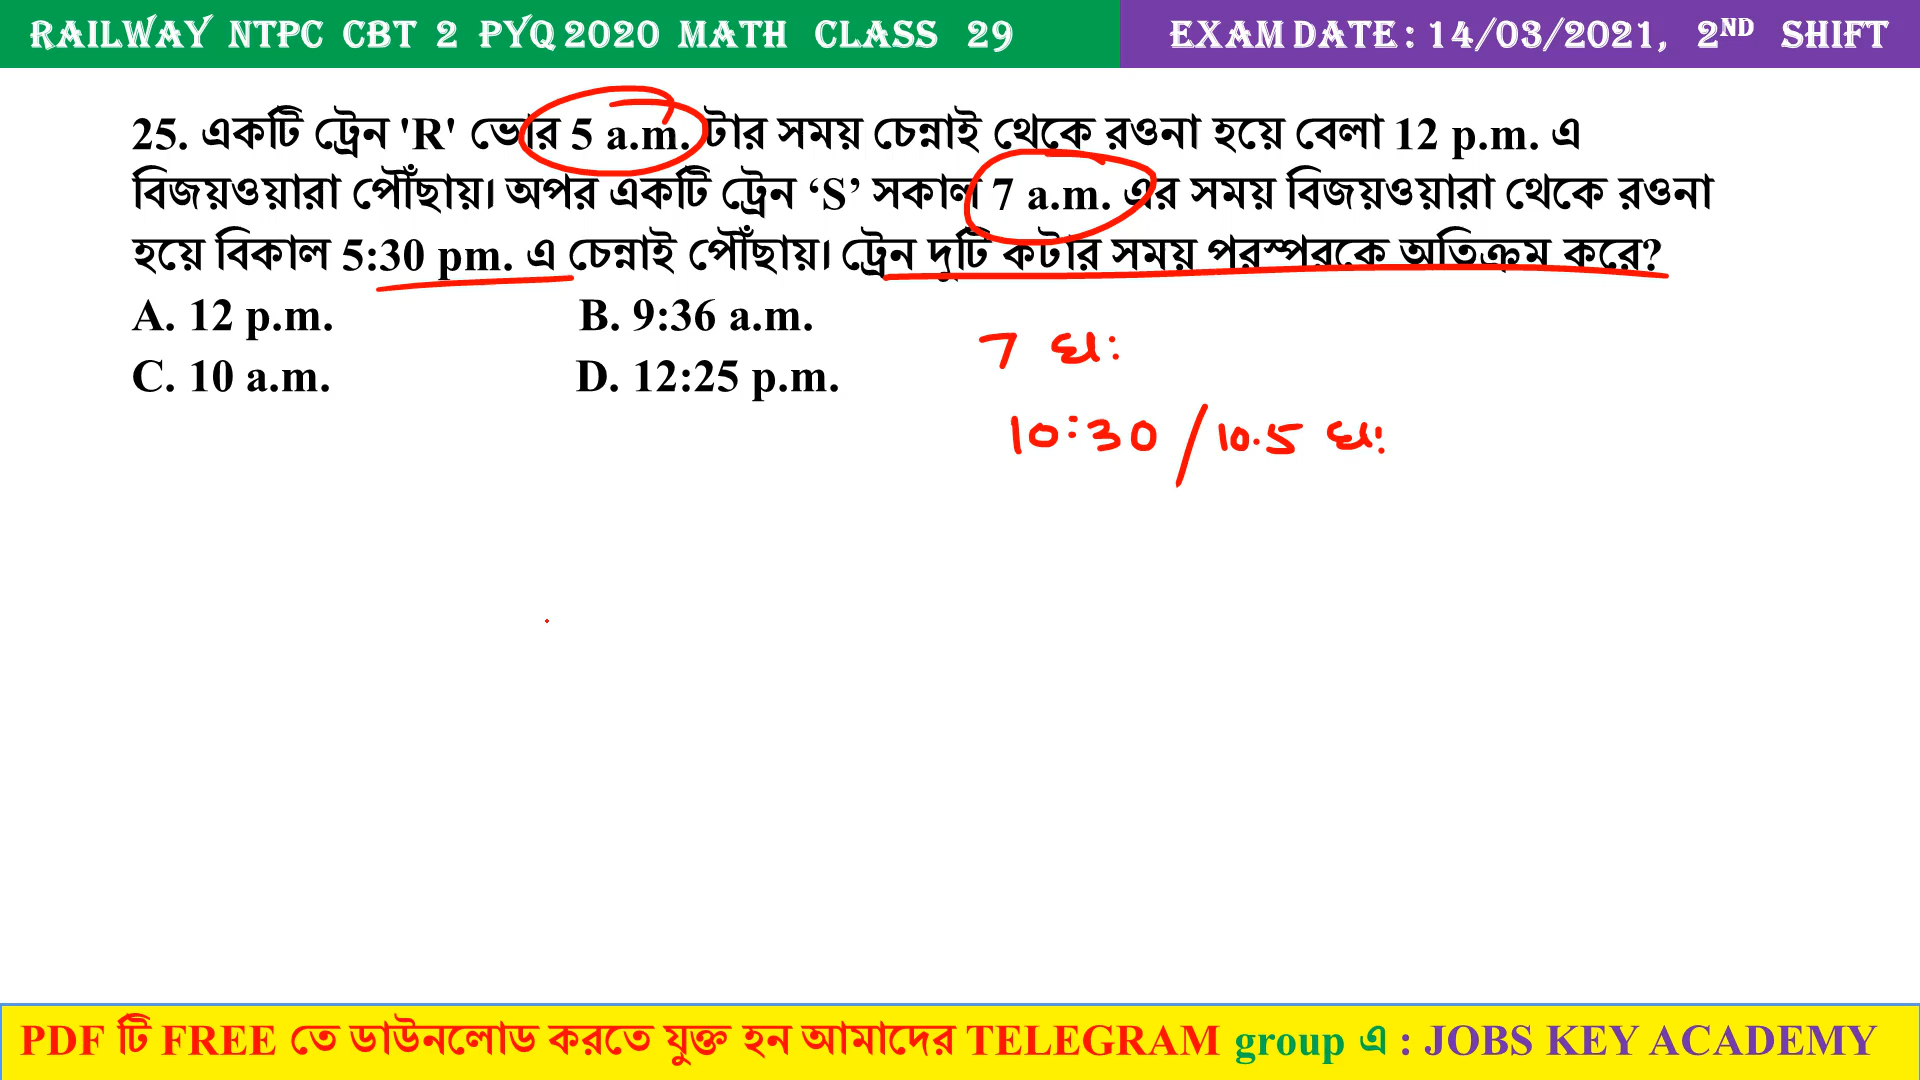 RAILWAY NTPC CBT 2 PYQ 2020 MATH CLASS 29 EXAM DATE : 14/03/2021, 2ND SHIFT
25. একটি ট্রেন 'R' ভোর 5 a.m. টার সময় চেন্নাই থেকে রওনা হয়ে বেলা 12 p.m. এ
বিজয়ওয়ারা পৌঁছায়। অপর একটি ট্রেন ‘S’ সকাল 7 a.m. এর সময় বিজয়ওয়ারা থেকে রওনা
হয়ে বিকাল 5:30 pm. এ চেন্নাই পৌঁছায়। ট্রেন দুটি কটার সময় পরস্পরকে অতিক্রম করে?
A. 12 p.m. B. 9:36 a.m.
C. 10 a.m. D. 12:25 p.m.
7 ঘঃ
10:30 / 10.5 ঘঃ
PDF টি FREE তে ডাউনলোড করতে যুক্ত হন আমাদের TELEGRAM group এ : JOBS KEY ACADEMY